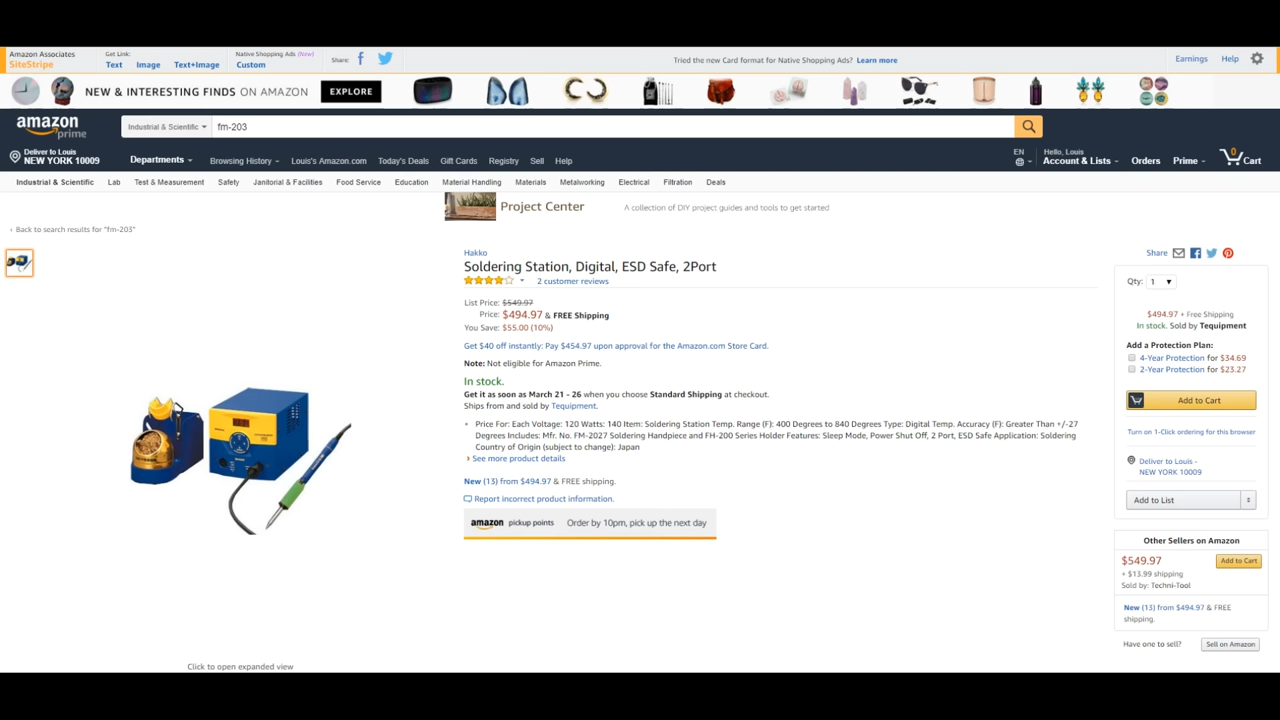 Amazon Associates
SiteStripe
Get Link:
Text Image Text+Image
Native Shopping Ads (New)
Custom
Share:
Tried the new Card format for Native Shopping Ads? Learn more
Earnings Help
NEW & INTERESTING FINDS ON AMAZON EXPLORE
amazon
prime
Industrial & Scientific fm-203
Deliver to Louis
NEW YORK 10009
Departments Browsing History Louis's Amazon.com Today's Deals Gift Cards Registry Sell Help
EN
Hello, Louis
Account & Lists Orders Prime 0 Cart
Industrial & Scientific Lab Test & Measurement Safety Janitorial & Facilities Food Service Education Material Handling Materials Metalworking Electrical Filtration Deals
Project Center A collection of DIY project guides and tools to get started
‹ Back to search results for "fm-203"
Hakko
Soldering Station, Digital, ESD Safe, 2Port
2 customer reviews
List Price: $549.97
Price: $494.97 & FREE Shipping
You Save: $55.00 (10%)
Get $40 off instantly: Pay $454.97 upon approval for the Amazon.com Store Card.
Note: Not eligible for Amazon Prime.
In stock.
Get it as soon as March 21 - 26 when you choose Standard Shipping at checkout.
Ships from and sold by Tequipment.
Price For: Each Voltage: 120 Watts: 140 Item: Soldering Station Temp. Range (F): 400 Degrees to 840 Degrees Type: Digital Temp. Accuracy (F): Greater Than +/-27
Degrees Includes: Mfr. No. FM-2027 Soldering Handpiece and FH-200 Series Holder Features: Sleep Mode, Power Shut Off, 2 Port, ESD Safe Application: Soldering
Country of Origin (subject to change): Japan
› See more product details
New (13) from $494.97 & FREE shipping.
Report incorrect product information.
amazon pickup points Order by 10pm, pick up the next day
Click to open expanded view
Share
Qty: 1
$494.97 + Free Shipping
In stock. Sold by Tequipment
Add a Protection Plan:
4-Year Protection for $34.69
2-Year Protection for $23.27
Add to Cart
Turn on 1-Click ordering for this browser
Deliver to Louis -
NEW YORK 10009
Add to List
Other Sellers on Amazon
$549.97 Add to Cart
+ $13.99 shipping
Sold by: Techni-Tool
New (13) from $494.97 & FREE
shipping.
Have one to sell? Sell on Amazon